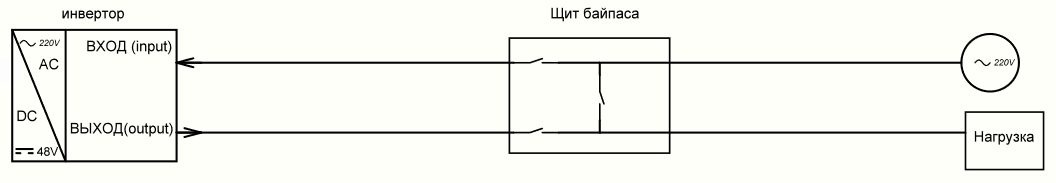 инвертор
Щит байпаса
220V
AC
ВХОД (input)
220V
DC
ВЫХОД(output)
48V
Нагрузка